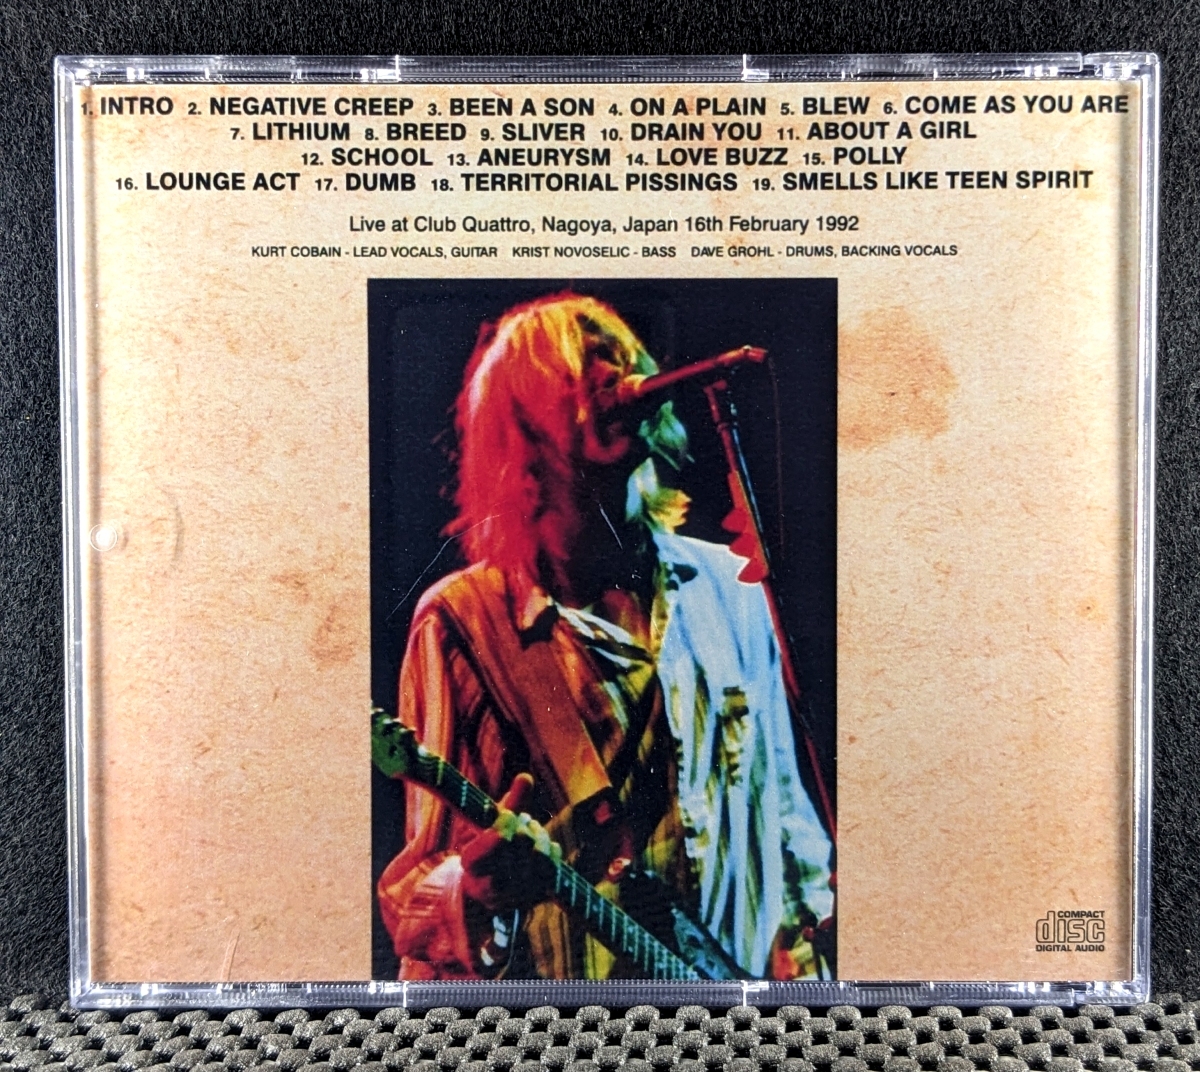 1. INTRO 2. NEGATIVE CREEP 3. BEEN A SON 4. ON A PLAIN 5. BLEW 6. COME AS YOU ARE
7. LITHIUM 8. BREED 9. SLIVER 10. DRAIN YOU 11. ABOUT A GIRL
12. SCHOOL 13. ANEURYSM 14. LOVE BUZZ 15. POLLY
16. LOUNGE ACT 17. DUMB 18. TERRITORIAL PISSINGS 19. SMELLS LIKE TEEN SPIRIT
Live at Club Quattro, Nagoya, Japan 16th February 1992
KURT COBAIN - LEAD VOCALS, GUITAR KRIST NOVOSELIC - BASS DAVE GROHL - DRUMS, BACKING VOCALS
COMPACT
disc
DIGITAL AUDIO